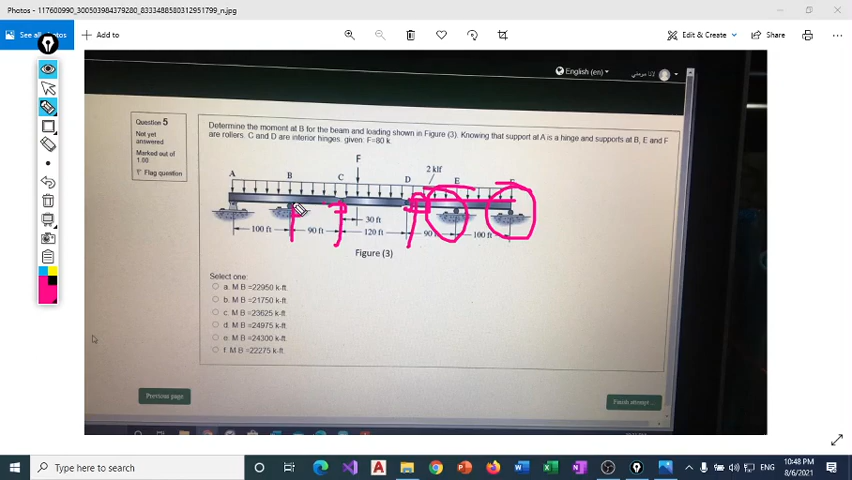 Photos - 117600990_300503984380281_8333488580312951799_n.jpg
See all photos
Add to
Edit & Create
Share
English (en)
Question 5
Not yet
answered
Marked out of
1.00
Flag question
Determine the moment at B for the beam and loading shown in Figure (3). Knowing that support at A is a hinge and supports at B, E and F
are rollers. C and D are interior hinges: given: F=80 k.
F
2 klf
A
B
C
D
E
30 ft
100 ft
90 ft
120 ft
90
100 ft
Figure (3)
Select one:
a. M B =22950 k-ft
b. M B =21750 k-ft
c. M B =23625 k-ft
d. M B =24975 k-ft
e. M B =24300 k-ft
f. M B =22275 k-ft
Previous page
Finish attempt ...
Type here to search
ENG
10:48 PM
8/6/2021